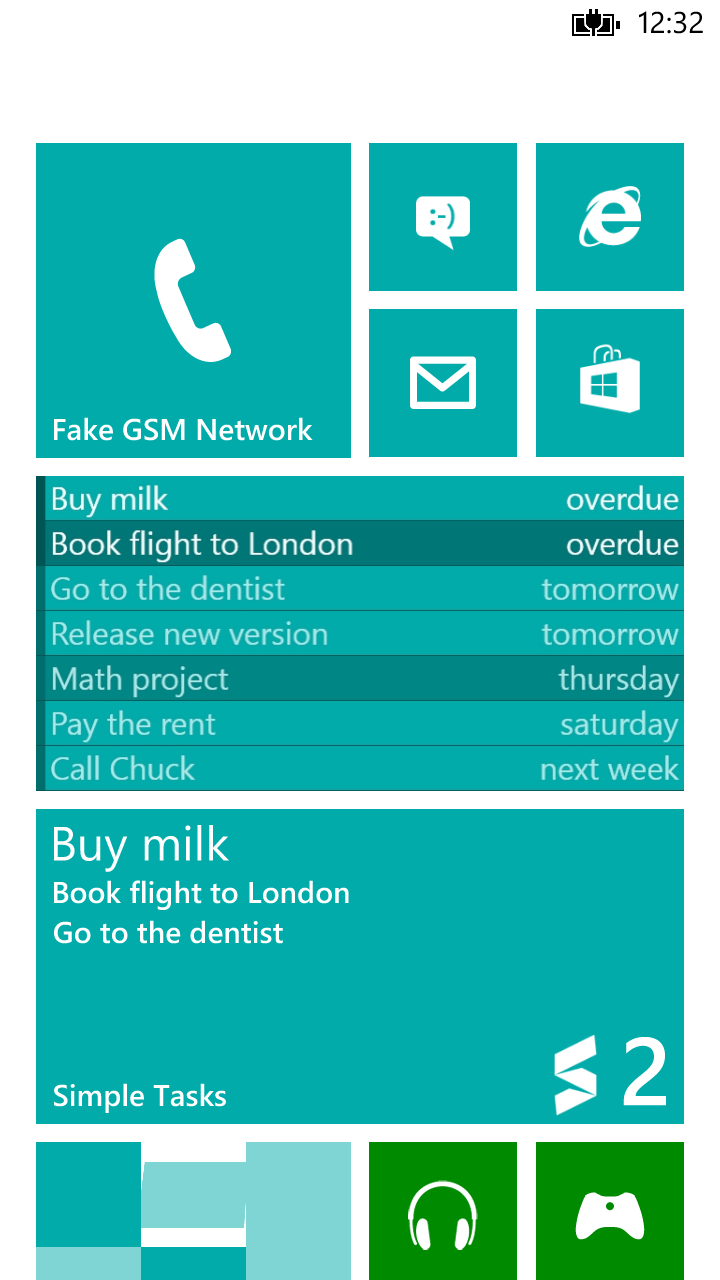 12:32
:-)
Fake GSM Network
Buy milk overdue
Book flight to London overdue
Go to the dentist tomorrow
Release new version tomorrow
Math project thursday
Pay the rent saturday
Call Chuck next week
Buy milk
Book flight to London
Go to the dentist
Simple Tasks 2